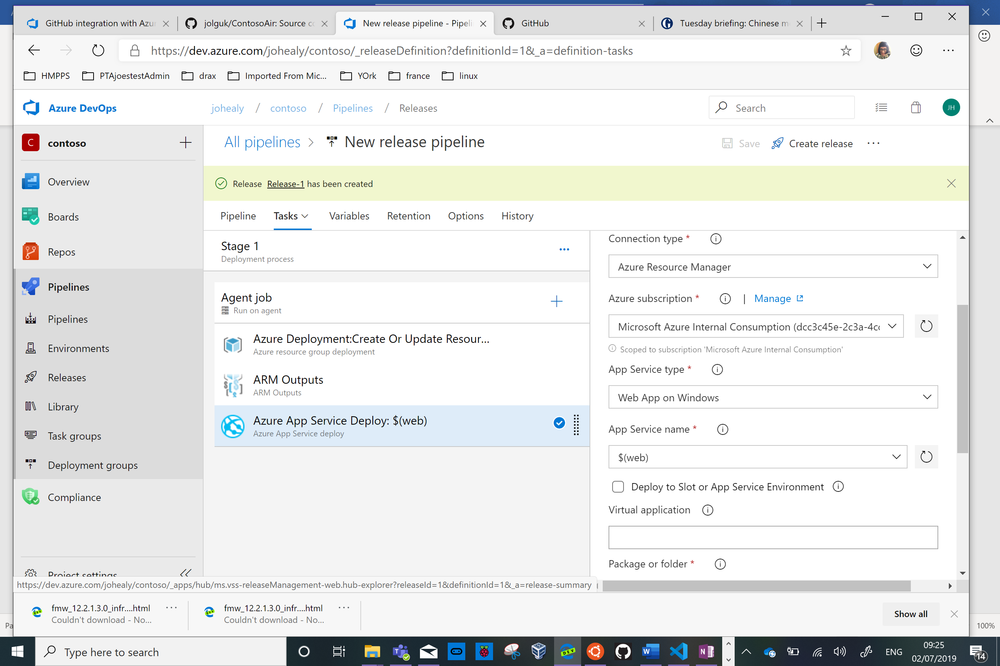 GitHub integration with Azur
jolguk/ContosoAir: Source co
New release pipeline - Pipeli
GitHub
Tuesday briefing: Chinese m
https://dev.azure.com/johealy/contoso/_releaseDefinition?definitionId=1&_a=definition-tasks
HMPPS
PTAjoestestAdmin
drax
Imported From Mic...
YOrk
france
linux
Azure DevOps
johealy / contoso / Pipelines / Releases
Search
JH
C
contoso
All pipelines > New release pipeline
Save
Create release
Release Release-1 has been created
Overview
Boards
Repos
Pipelines
Pipelines
Environments
Releases
Library
Task groups
Deployment groups
Compliance
Project settings
Pipeline
Tasks
Variables
Retention
Options
History
Stage 1
Deployment process
Agent job
Run on agent
Azure Deployment:Create Or Update Resour...
Azure resource group deployment
ARM Outputs
ARM Outputs
Azure App Service Deploy: $(web)
Azure App Service deploy
Connection type *
Azure Resource Manager
Azure subscription * | Manage
Microsoft Azure Internal Consumption (dcc3c45e-2c3a-4cc
Scoped to subscription 'Microsoft Azure Internal Consumption'
App Service type *
Web App on Windows
App Service name *
$(web)
Deploy to Slot or App Service Environment
Virtual application
Package or folder *
https://dev.azure.com/johealy/contoso/_apps/hub/ms.vss-releaseManagement-web.hub-explorer?releaseId=1&definitionId=1&_a=release-summary
fmw_12.2.1.3.0_infr....html
Couldn't download - No...
fmw_12.2.1.3.0_infr....html
Couldn't download - No...
Show all
Pa
100%
Type here to search
DEV
ENG
09:25
02/07/2019
14